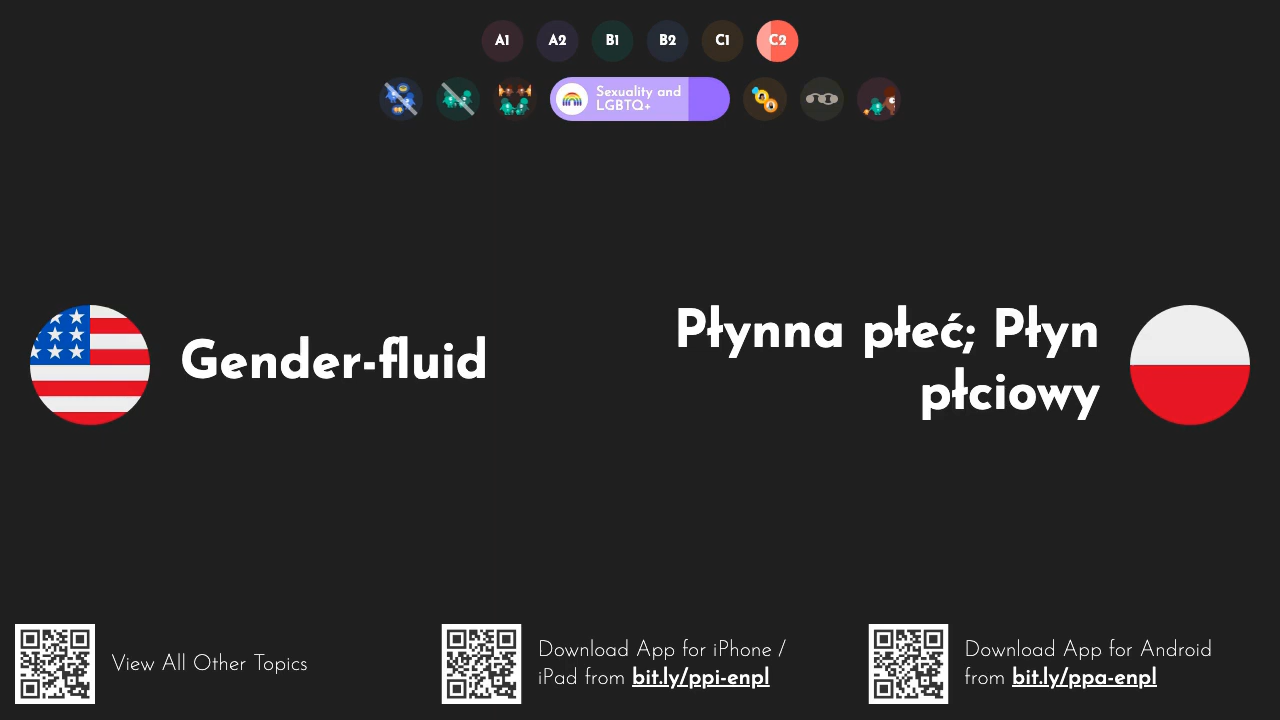 A1 A2 B1 B2 C1 C2
Sexuality and
LGBTQ+
Gender-fluid
Płynna płeć; Płyn
płciowy
View All Other Topics
Download App for iPhone /
iPad from bit.ly/ppi-enpl
Download App for Android
from bit.ly/ppa-enpl